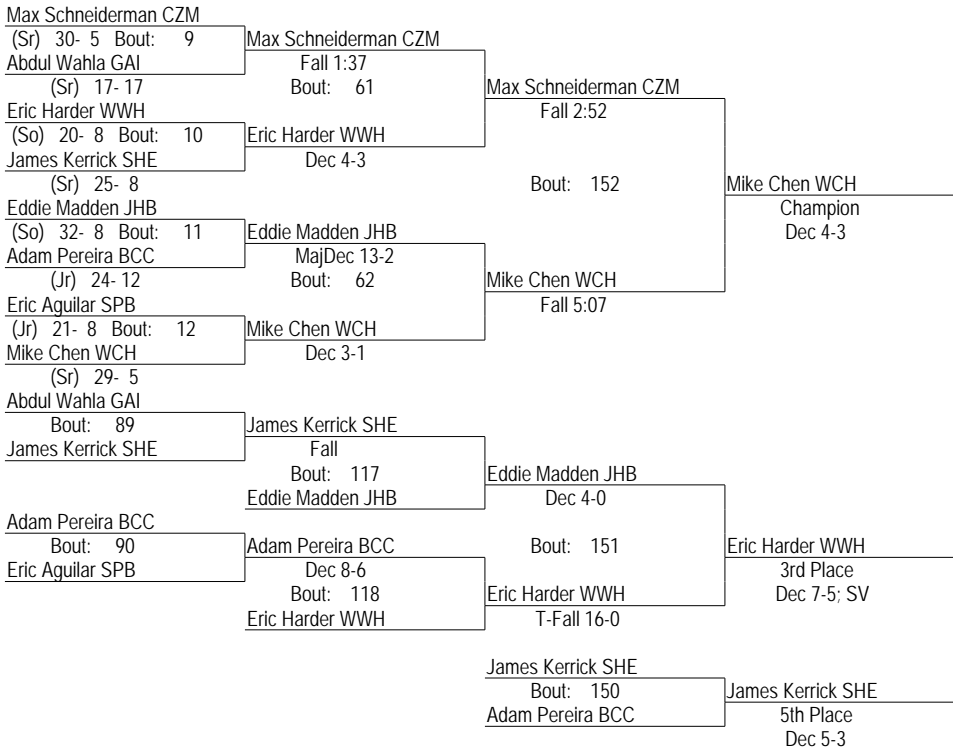 Max Schneiderman CZM
(Sr) 30- 5 Bout: 9 Max Schneiderman CZM
Abdul Wahla GAI Fall 1:37
(Sr) 17- 17 Bout: 61 Max Schneiderman CZM
Eric Harder WWH Fall 2:52
(So) 20- 8 Bout: 10 Eric Harder WWH
James Kerrick SHE Dec 4-3
(Sr) 25- 8 Bout: 152 Mike Chen WCH
Eddie Madden JHB Champion
(So) 32- 8 Bout: 11 Eddie Madden JHB Dec 4-3
Adam Pereira BCC MajDec 13-2
(Jr) 24- 12 Bout: 62 Mike Chen WCH
Eric Aguilar SPB Fall 5:07
(Jr) 21- 8 Bout: 12 Mike Chen WCH
Mike Chen WCH Dec 3-1
(Sr) 29- 5
Abdul Wahla GAI
Bout: 89 James Kerrick SHE
James Kerrick SHE Fall
Bout: 117 Eddie Madden JHB
Eddie Madden JHB Dec 4-0
Adam Pereira BCC
Bout: 90 Adam Pereira BCC Bout: 151 Eric Harder WWH
Eric Aguilar SPB Dec 8-6 3rd Place
Bout: 118 Eric Harder WWH Dec 7-5; SV
Eric Harder WWH T-Fall 16-0
James Kerrick SHE
Bout: 150 James Kerrick SHE
Adam Pereira BCC 5th Place
Dec 5-3